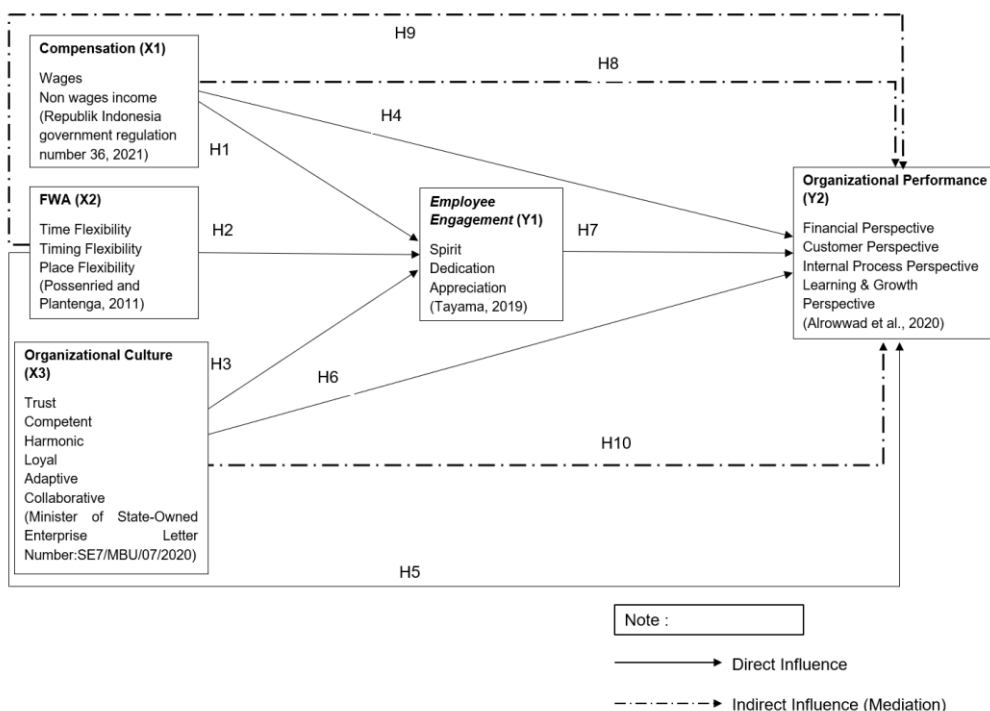 H9
H8
Compensation (X1)
Wages
Non wages income
(Republik Indonesia
government regulation
number 36, 2021)
H4
H1
FWA (X2)
Time Flexibility
Timing Flexibility
Place Flexibility
(Possenried and
Plantenga, 2011)
H2
Employee
Engagement (Y1)
Spirit
Dedication
Appreciation
(Tayama, 2019)
H7
Organizational Performance
(Y2)
Financial Perspective
Customer Perspective
Internal Process Perspective
Learning & Growth
Perspective
(Alrowwad et al., 2020)
Organizational Culture
(X3)
Trust
Competent
Harmonic
Loyal
Adaptive
Collaborative
(Minister of State-Owned
Enterprise Letter
Number:SE7/MBU/07/2020)
H3
H6
H10
H5
Note :
Direct Influence
Indirect Influence (Mediation)